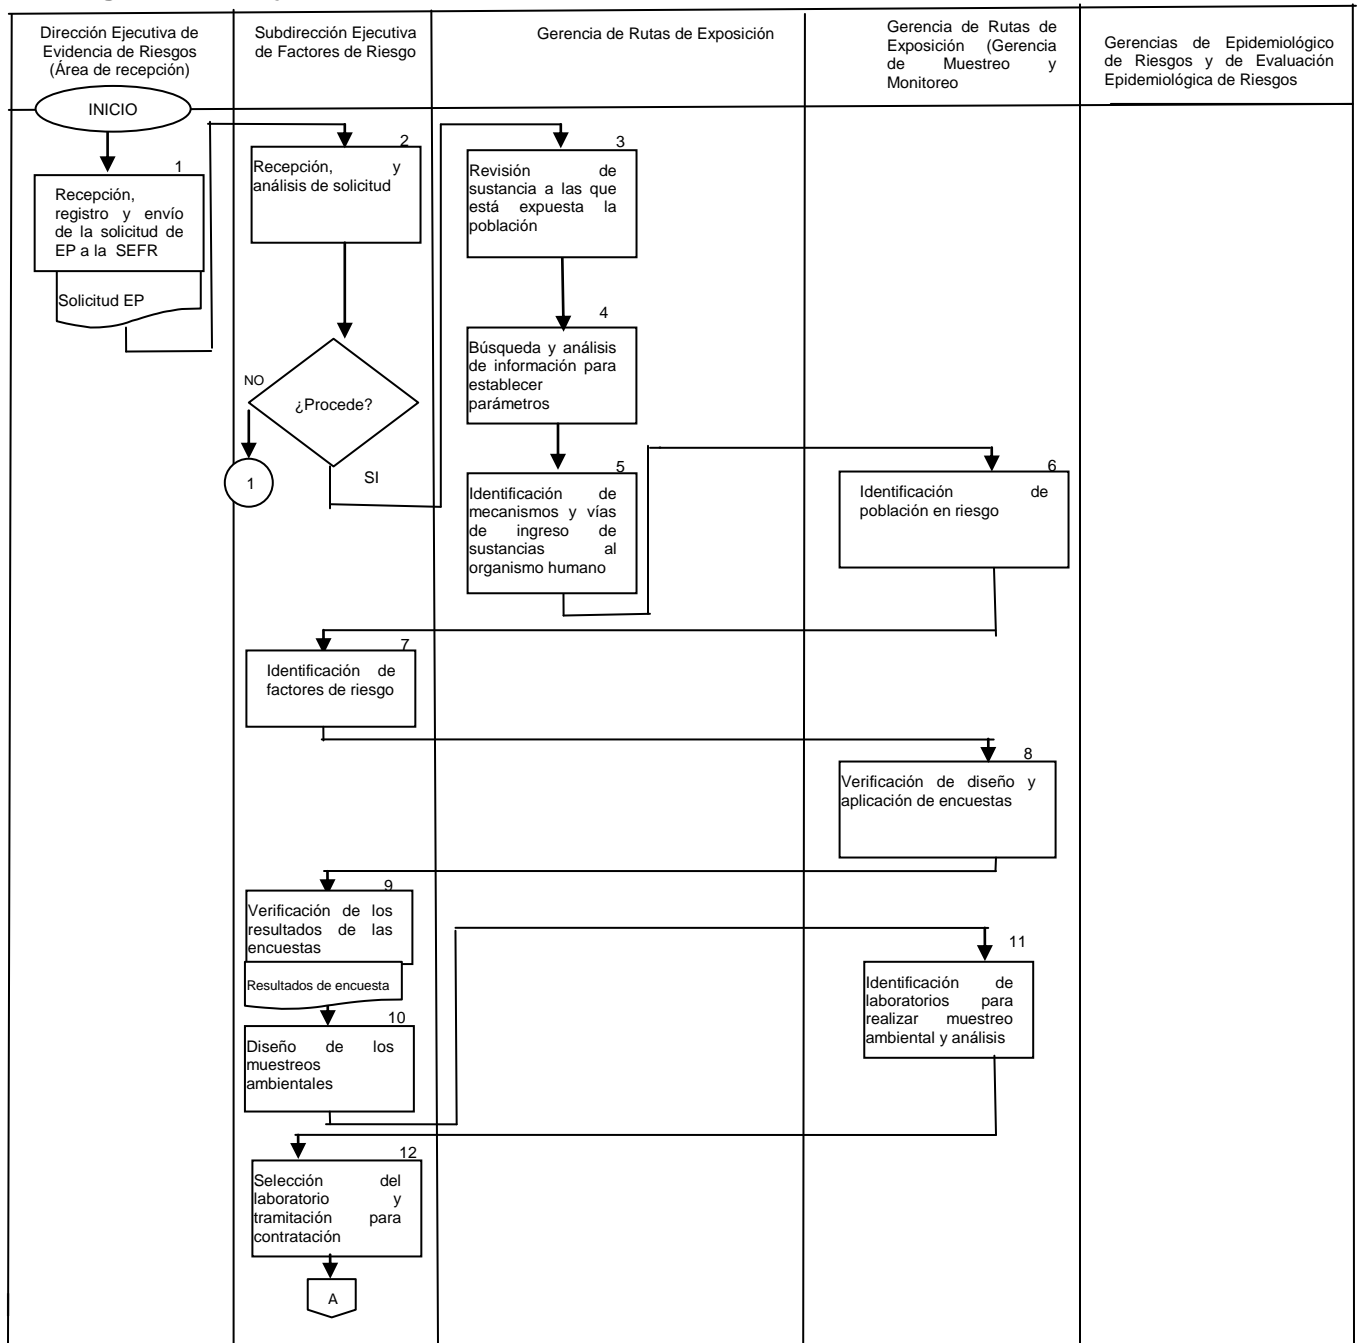 Dirección Ejecutiva de
Evidencia de Riesgos
(Área de recepción)
Subdirección Ejecutiva
de Factores de Riesgo
Gerencia de Rutas de Exposición
Gerencia de Rutas de
Exposición (Gerencia
de Muestreo y
Monitoreo
Gerencias de Epidemiológico
de Riesgos y de Evaluación
Epidemiológica de Riesgos
INICIO
1
Recepción,
registro y envío
de la solicitud de
EP a la SEFR
Solicitud EP
2
Recepción, y
análisis de solicitud
¿Procede?
NO
1
SI
3
Revisión de
sustancia a las que
está expuesta la
población
4
Búsqueda y análisis
de información para
establecer
parámetros
5
Identificación de
mecanismos y vías
de ingreso de
sustancias al
organismo humano
6
Identificación de
población en riesgo
7
Identificación de
factores de riesgo
8
Verificación de diseño y
aplicación de encuestas
9
Verificación de los
resultados de las
encuestas
Resultados de encuesta
10
Diseño de los
muestreos
ambientales
11
Identificación de
laboratorios para
realizar muestreo
ambiental y análisis
12
Selección del
laboratorio y
tramitación para
contratación
A